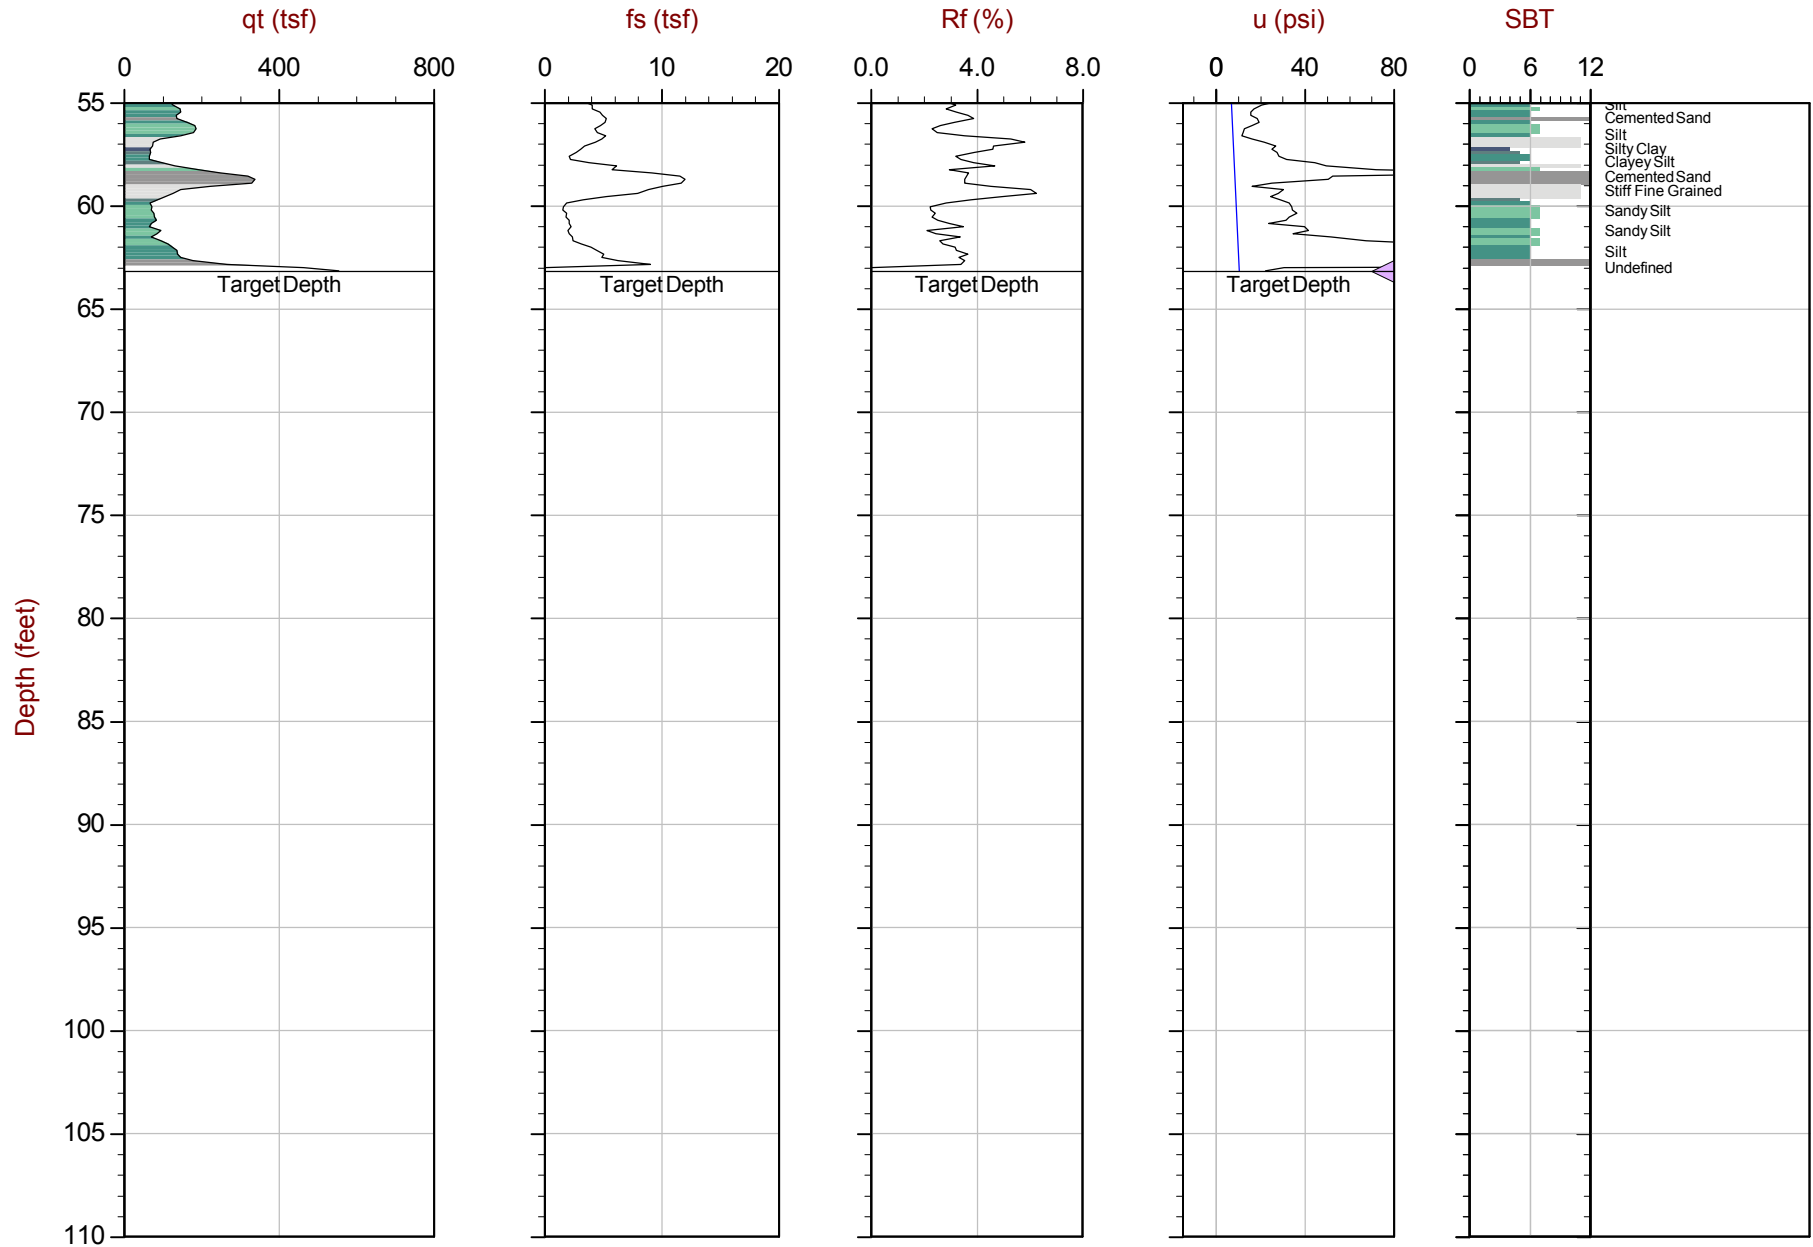 qt (tsf) fs (tsf) Rf (%) u (psi) SBT
0 400 800 0 10 20 0.0 4.0 8.0 0 40 80 0 6 12
55
Silt
Cemented Sand
Silt
Silty Clay
Clayey Silt
Cemented Sand
Stiff Fine Grained
60
Sandy Silt
Sandy Silt
Silt
Undefined
Target Depth Target Depth Target Depth Target Depth
65
70
75
80
Depth (feet)
85
90
95
100
105
110